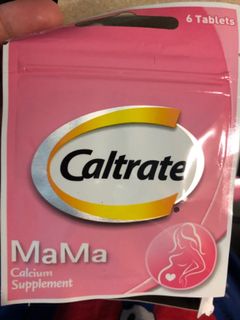 6 Tablets
Caltrate
MaMa
Calcium
Supplement